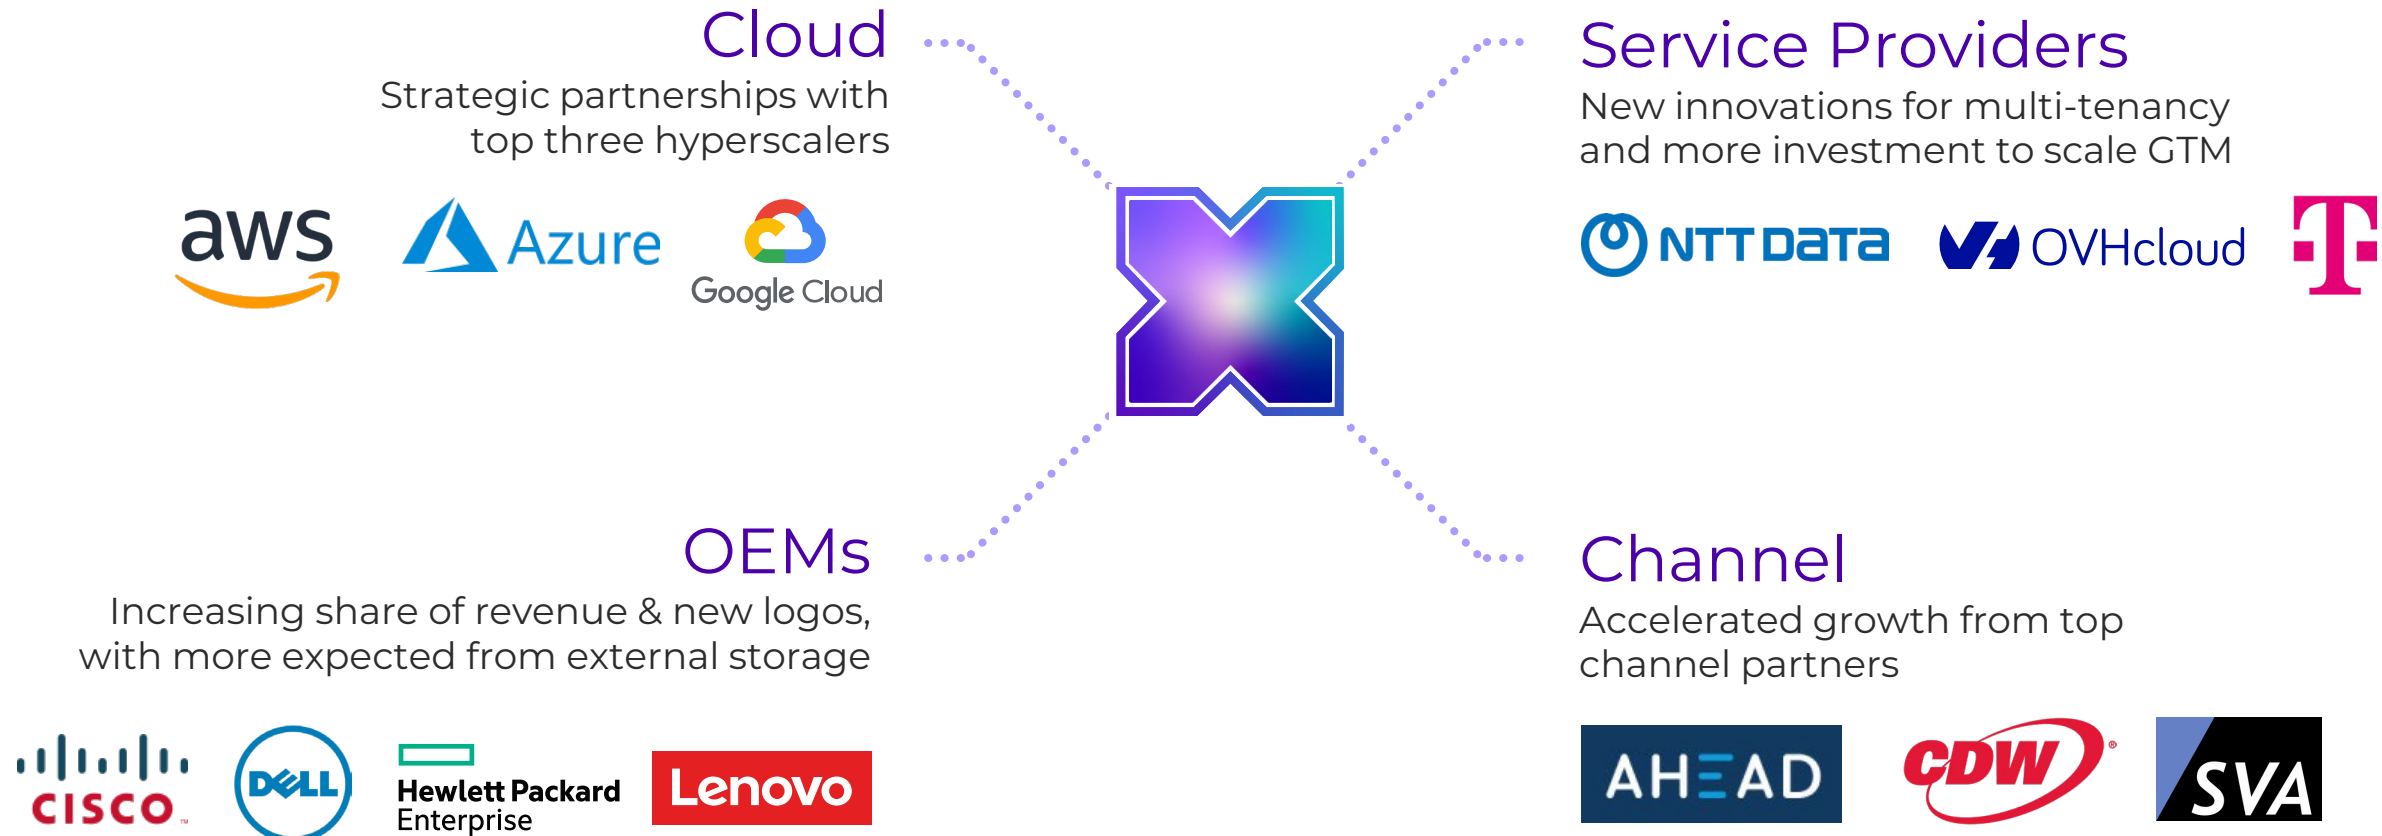 Cloud
Strategic partnerships with
top three hyperscalers
aws
Azure
Google Cloud
Service Providers
New innovations for multi-tenancy
and more investment to scale GTM
NTT DATA
OVHcloud
T
OEMs
Increasing share of revenue & new logos,
with more expected from external storage
CISCO™
DELL
Hewlett Packard
Enterprise
Lenovo
Channel
Accelerated growth from top
channel partners
AHEAD
CDW®
SVA